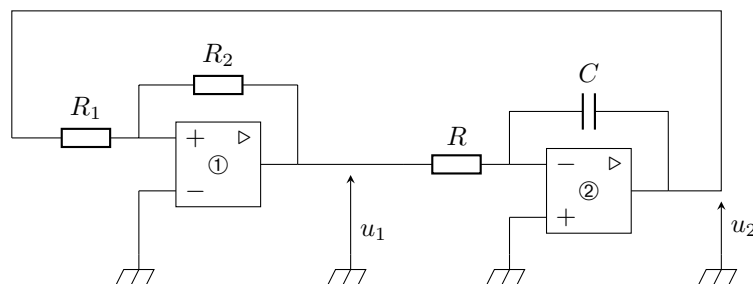 C
R₂
R₁
R
+ ▷
①
−
− ▷
②
+
u₁
u₂